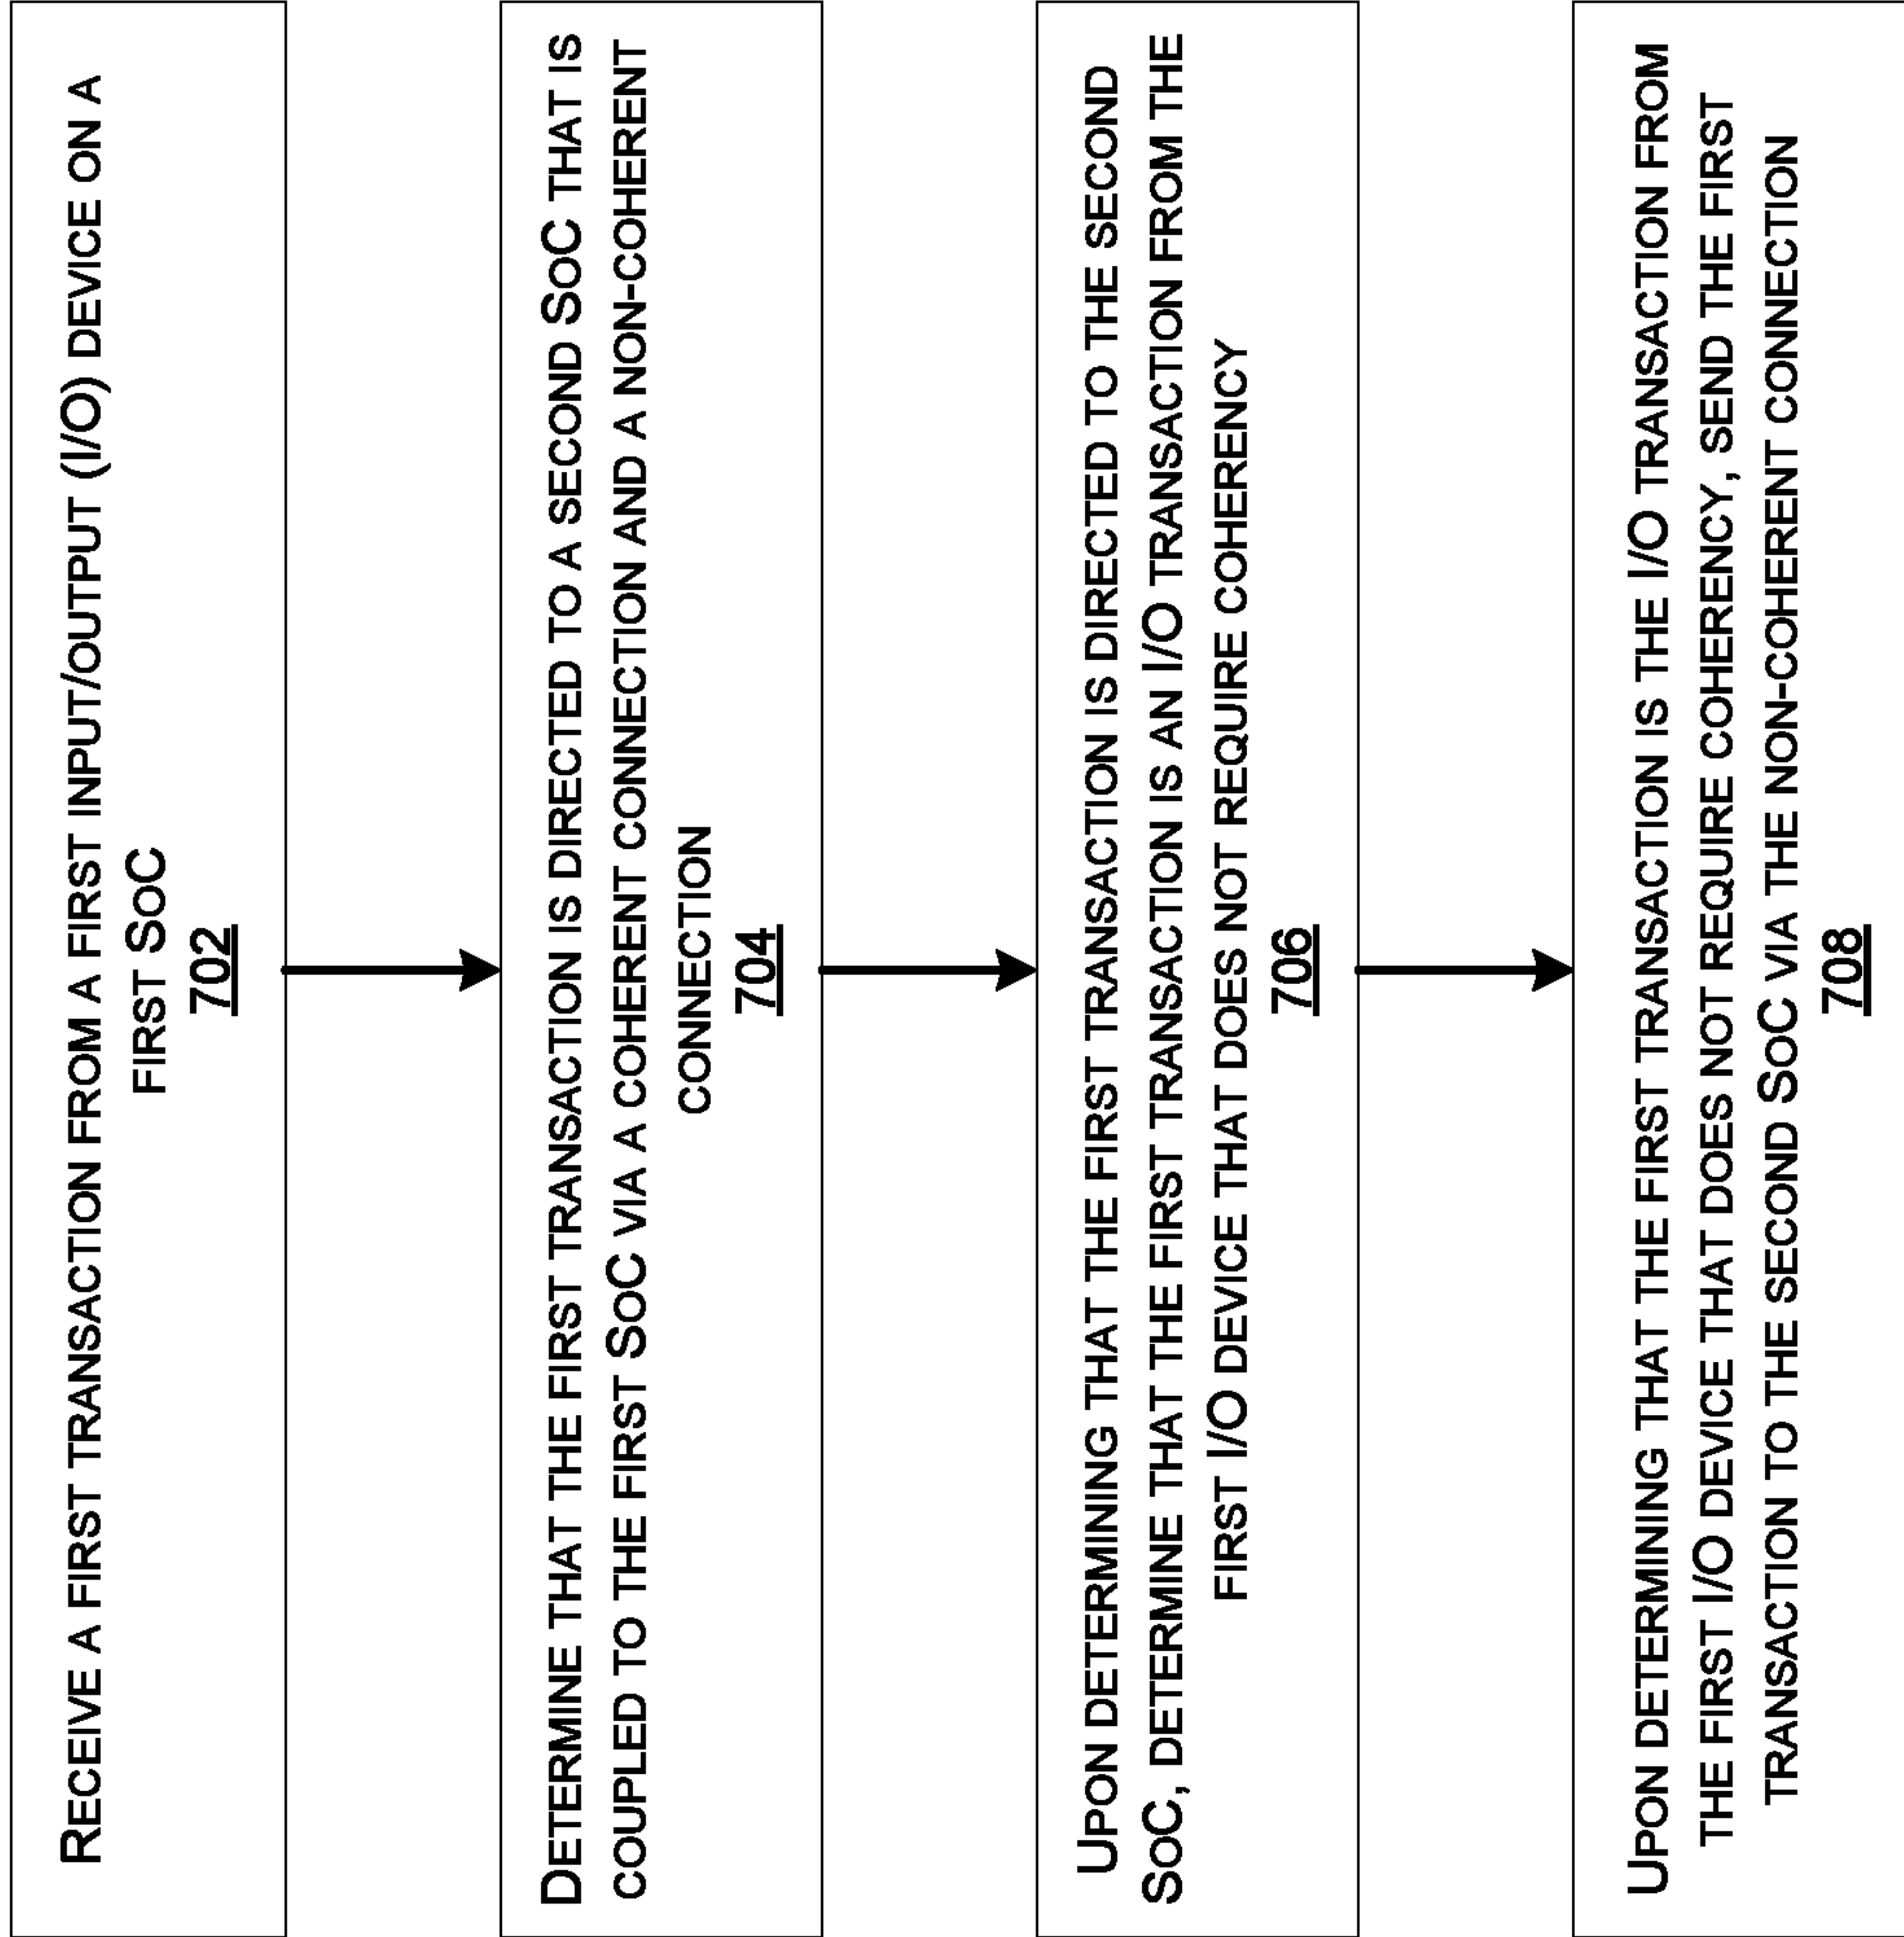 RECEIVE A FIRST TRANSACTION FROM A FIRST INPUT/OUTPUT (I/O) DEVICE ON A
FIRST SOC
702
DETERMINE THAT THE FIRST TRANSACTION IS DIRECTED TO A SECOND SOC THAT IS
COUPLED TO THE FIRST SOC VIA A COHERENT CONNECTION AND A NON-COHERENT
CONNECTION
704
UPON DETERMINING THAT THE FIRST TRANSACTION IS DIRECTED TO THE SECOND
SOC, DETERMINE THAT THE FIRST TRANSACTION IS AN I/O TRANSACTION FROM THE
FIRST I/O DEVICE THAT DOES NOT REQUIRE COHERENCY
706
UPON DETERMINING THAT THE FIRST TRANSACTION IS THE I/O TRANSACTION FROM
THE FIRST I/O DEVICE THAT DOES NOT REQUIRE COHERENCY, SEND THE FIRST
TRANSACTION TO THE SECOND SOC VIA THE NON-COHERENT CONNECTION
708